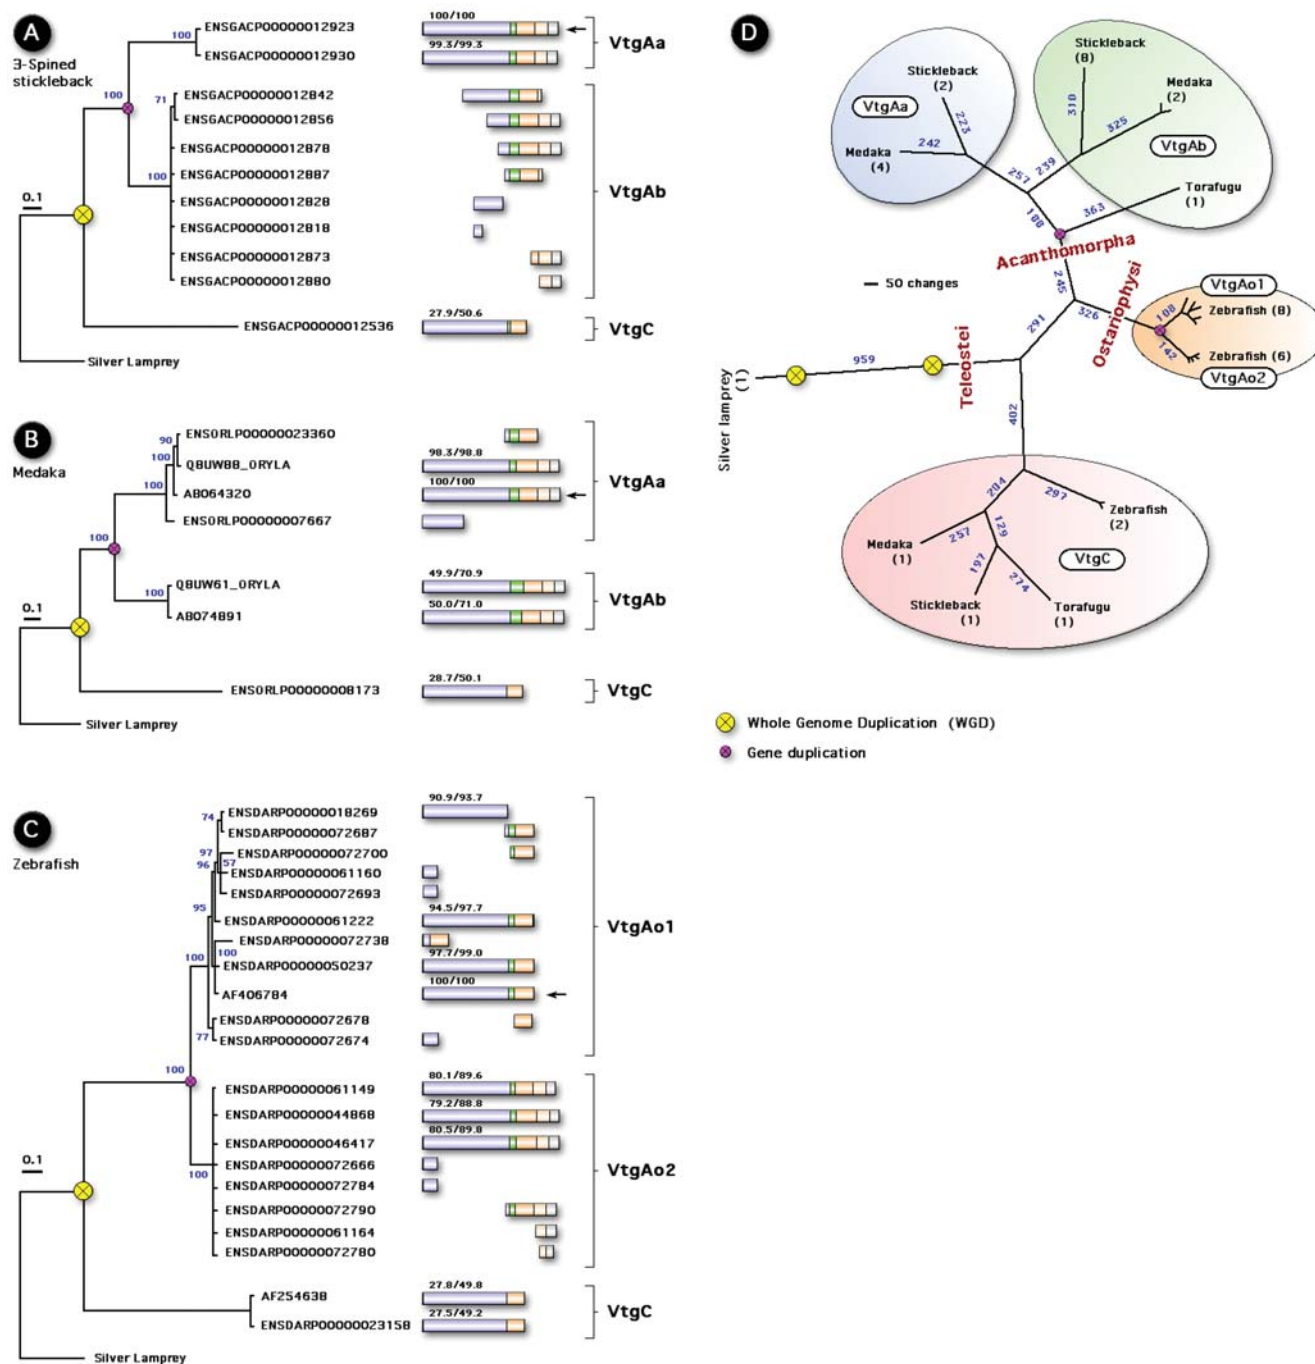 A
3-Spined
stickleback
ENSGACP00000012923
100/100
100
ENSGACP00000012930
99.3/99.3
VtgAa
100
71
ENSGACP00000012842
ENSGACP00000012856
ENSGACP00000012878
ENSGACP00000012887
100
ENSGACP00000012828
VtgAb
ENSGACP00000012818
ENSGACP00000012873
ENSGACP00000012880
0.1
27.9/50.6
ENSGACP00000012536
VtgC
Silver Lamprey
B
Medaka
ENSORLP00000023360
90
100
Q8UW88_ORYLA
98.3/98.8
VtgAa
100
AB064320
100/100
ENSORLP00000007667
100
Q8UW61_ORYLA
49.9/70.9
100
VtgAb
AB074891
50.0/71.0
0.1
ENSORLP00000008173
28.7/50.1
VtgC
Silver Lamprey
C
Zebrafish
ENSDARP00000018269
90.9/93.7
74
ENSDARP00000072687
97
ENSDARP00000072700
96
57
ENSDARP00000061160
ENSDARP00000072693
95
ENSDARP00000061222
94.5/97.7
VtgAo1
ENSDARP00000072738
100
100
ENSDARP00000050237
97.7/99.0
AF406784
100/100
ENSDARP00000072678
77
ENSDARP00000072674
100
ENSDARP00000061149
80.1/89.6
ENSDARP00000044868
79.2/88.8
ENSDARP00000046417
80.5/89.8
0.1
100
ENSDARP00000072666
VtgAo2
ENSDARP00000072784
ENSDARP00000072790
ENSDARP00000061164
ENSDARP00000072780
AF254638
27.8/49.8
VtgC
ENSDARP00000023158
27.5/49.2
Silver Lamprey
D
Stickleback
(8)
Stickleback
(2)
Medaka
(2)
VtgAa
223
310
325
VtgAb
242
Medaka
(4)
257
239
Torafugu
(1)
188
363
Acanthomorpha
245
50 changes
VtgAo1
Zebrafish (8)
108
326
Ostariophysi
142
Zebrafish (6)
VtgAo2
291
959
Teleostei
Silver lamprey
(1)
402
204
297
Zebrafish
(2)
Medaka
(1)
257
129
VtgC
197
274
Stickleback
(1)
Torafugu
(1)
Whole Genome Duplication (WGD)
Gene duplication